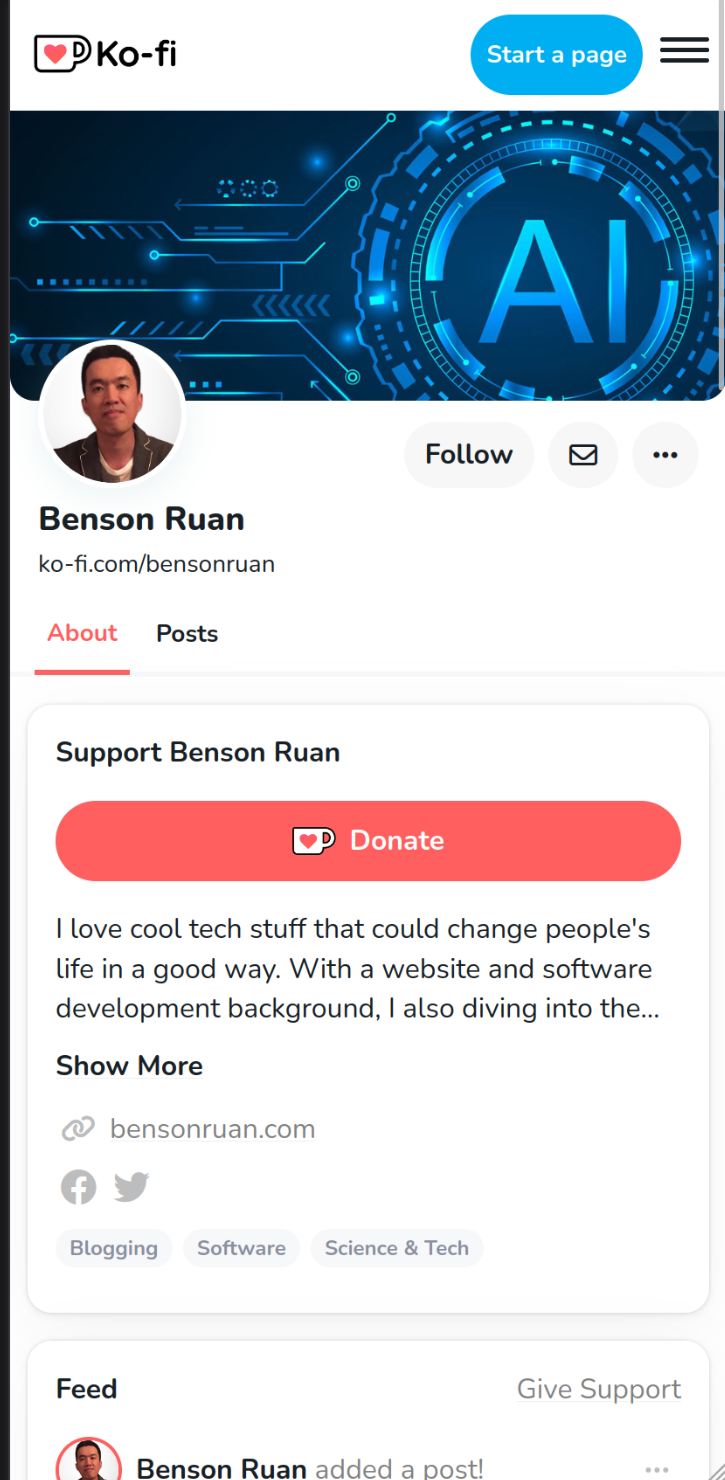 Ko-fi
Start a page
AI
Follow
Benson Ruan
ko-fi.com/bensonruan
About
Posts
Support Benson Ruan
Donate
I love cool tech stuff that could change people's
life in a good way. With a website and software
development background, I also diving into the...
Show More
bensonruan.com
Blogging
Software
Science & Tech
Feed
Give Support
Benson Ruan added a post!